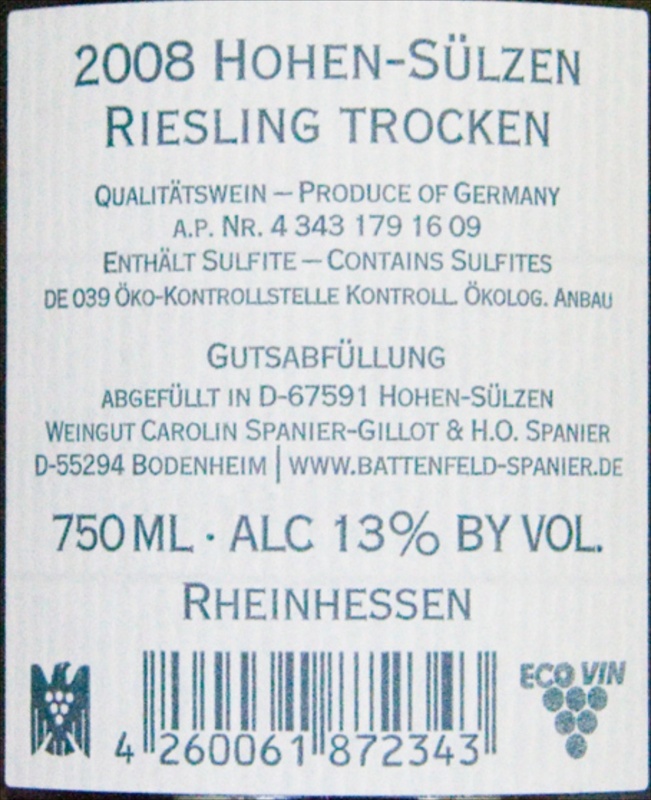 2008 HOHEN-SÜLZEN
RIESLING TROCKEN
QUALITÄTSWEIN – PRODUCE OF GERMANY
A.P. NR. 4 343 179 16 09
ENTHÄLT SULFITE – CONTAINS SULFITES
DE 039 ÖKO-KONTROLLSTELLE KONTROLL. ÖKOLOG. ANBAU
GUTSABFÜLLUNG
ABGEFÜLLT IN D-67591 HOHEN-SÜLZEN
WEINGUT CAROLIN SPANIER-GILLOT & H.O. SPANIER
D-55294 BODENHEIM | WWW.BATTENFELD-SPANIER.DE
750 ML · ALC 13% BY VOL.
RHEINHESSEN
ECO VIN
4 260061 872343